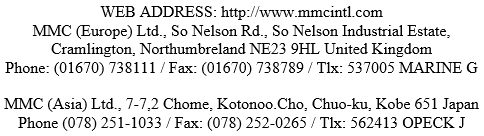 WEB ADDRESS: http://www.mmcintl.com
MMC (Europe) Ltd., So Nelson Rd., So Nelson Industrial Estate,
Cramlington, Northumbreland NE23 9HL United Kingdom
Phone: (01670) 738111 / Fax: (01670) 738789 / Tlx: 537005 MARINE G
MMC (Asia) Ltd., 7-7,2 Chome, Kotonoo.Cho, Chuo-ku, Kobe 651 Japan
Phone (078) 251-1033 / Fax: (078) 252-0265 / Tlx: 562413 OPECK J